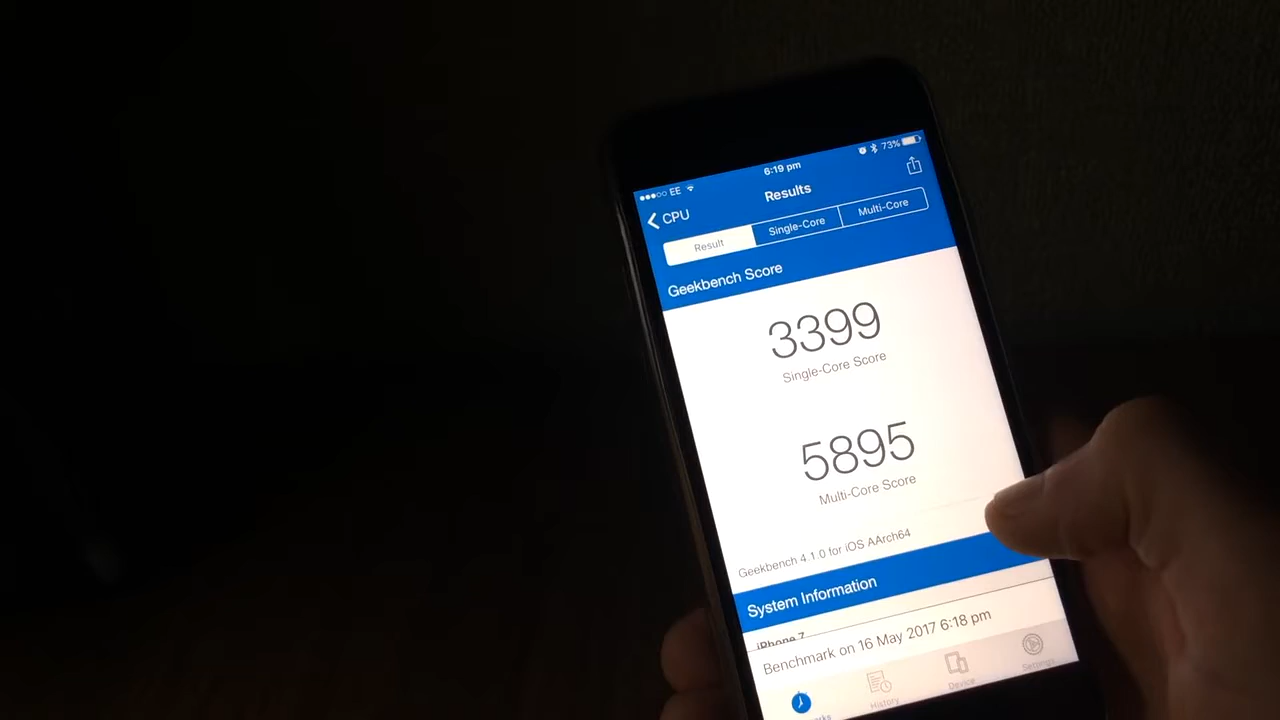 EE 6:19 pm 73%
CPU Results
Result Single-Core Multi-Core
Geekbench Score
3399
Single-Core Score
5895
Multi-Core Score
Geekbench 4.1.0 for iOS AArch64
System Information
iPhone 7
Benchmark on 16 May 2017 6:18 pm
History Device Settings